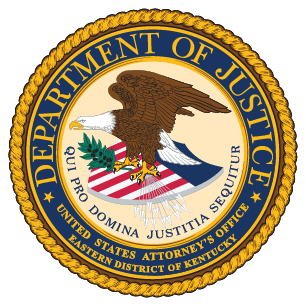 DEPARTMENT OF JUSTICE
QUI PRO DOMINA JUSTITIA SEQUITUR
UNITED STATES ATTORNEY'S OFFICE
EASTERN DISTRICT OF KENTUCKY